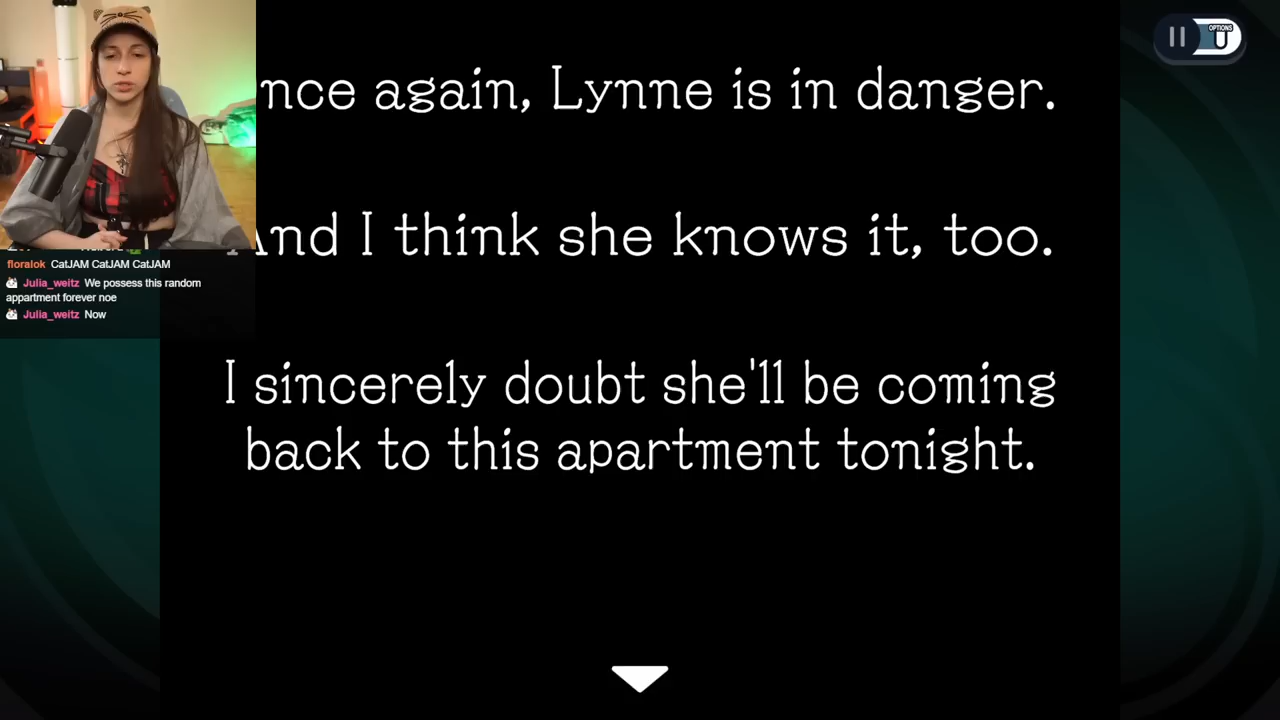 OPTIONS
nce again, Lynne is in danger.
And I think she knows it, too.
I sincerely doubt she'll be coming
back to this apartment tonight.
floralok CatJAM CatJAM CatJAM
Julia_weitz We possess this random
appartment forever noe
Julia_weitz Now